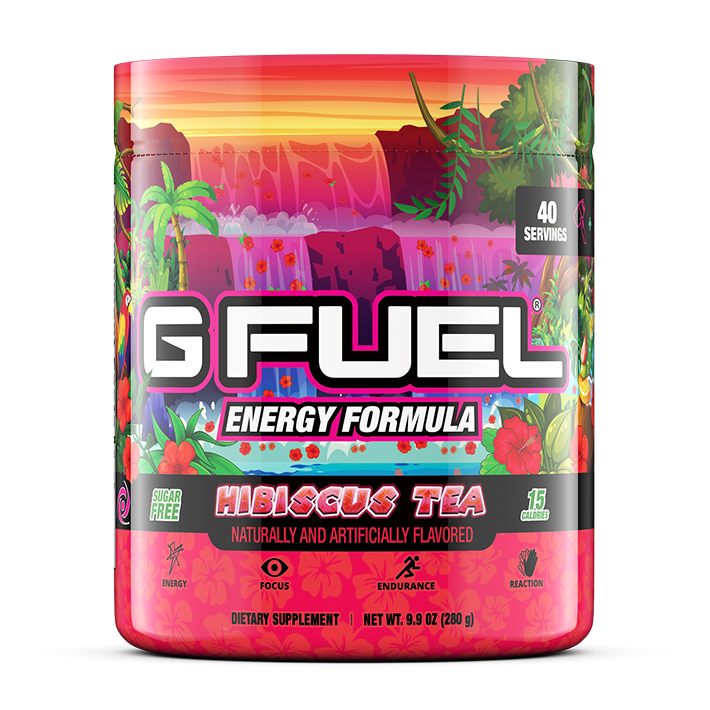 40
SERVINGS
G FUEL®
ENERGY FORMULA
SUGAR
FREE
HIBISCUS TEA
15
CALORIES
NATURALLY AND ARTIFICIALLY FLAVORED
ENERGY
FOCUS
ENDURANCE
REACTION
DIETARY SUPPLEMENT | NET WT. 9.9 OZ (280 g)